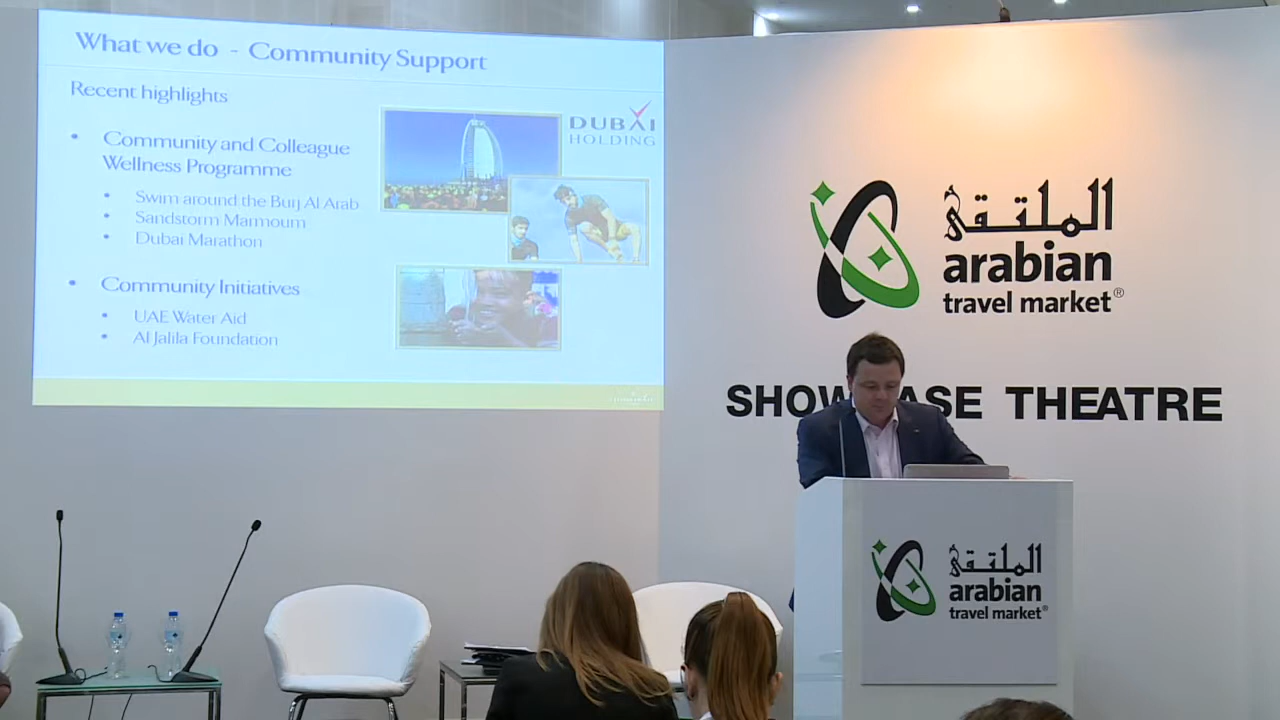 What we do - Community Support
Recent highlights
• Community and Colleague
Wellness Programme
• Swim around the Burj Al Arab
• Sandstorm Marmoum
• Dubai Marathon
• Community Initiatives
• UAE Water Aid
• Al Jalila Foundation
DUBAI
HOLDING
الملتقى
arabian
travel market®
SHOWCASE THEATRE
الملتقى
arabian
travel market®